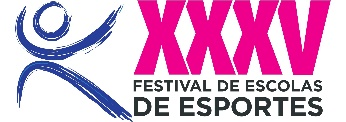 XXXV
FESTIVAL DE ESCOLAS
DE ESPORTES